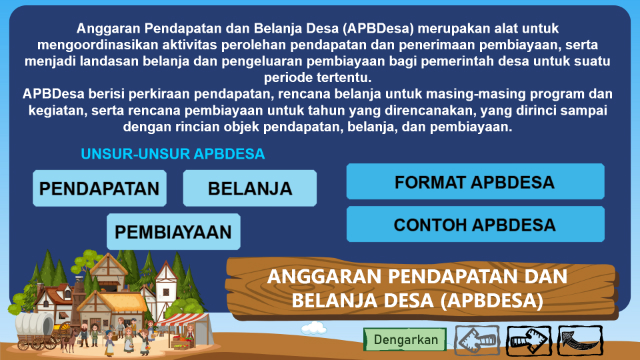 Anggaran Pendapatan dan Belanja Desa (APBDesa) merupakan alat untuk
mengoordinasikan aktivitas perolehan pendapatan dan penerimaan pembiayaan, serta
menjadi landasan belanja dan pengeluaran pembiayaan bagi pemerintah desa untuk suatu
periode tertentu.
APBDesa berisi perkiraan pendapatan, rencana belanja untuk masing-masing program dan
kegiatan, serta rencana pembiayaan untuk tahun yang direncanakan, yang dirinci sampai
dengan rincian objek pendapatan, belanja, dan pembiayaan.
UNSUR-UNSUR APBDESA
PENDAPATAN
BELANJA
PEMBIAYAAN
FORMAT APBDESA
CONTOH APBDESA
ANGGARAN PENDAPATAN DAN
BELANJA DESA (APBDESA)
Dengarkan